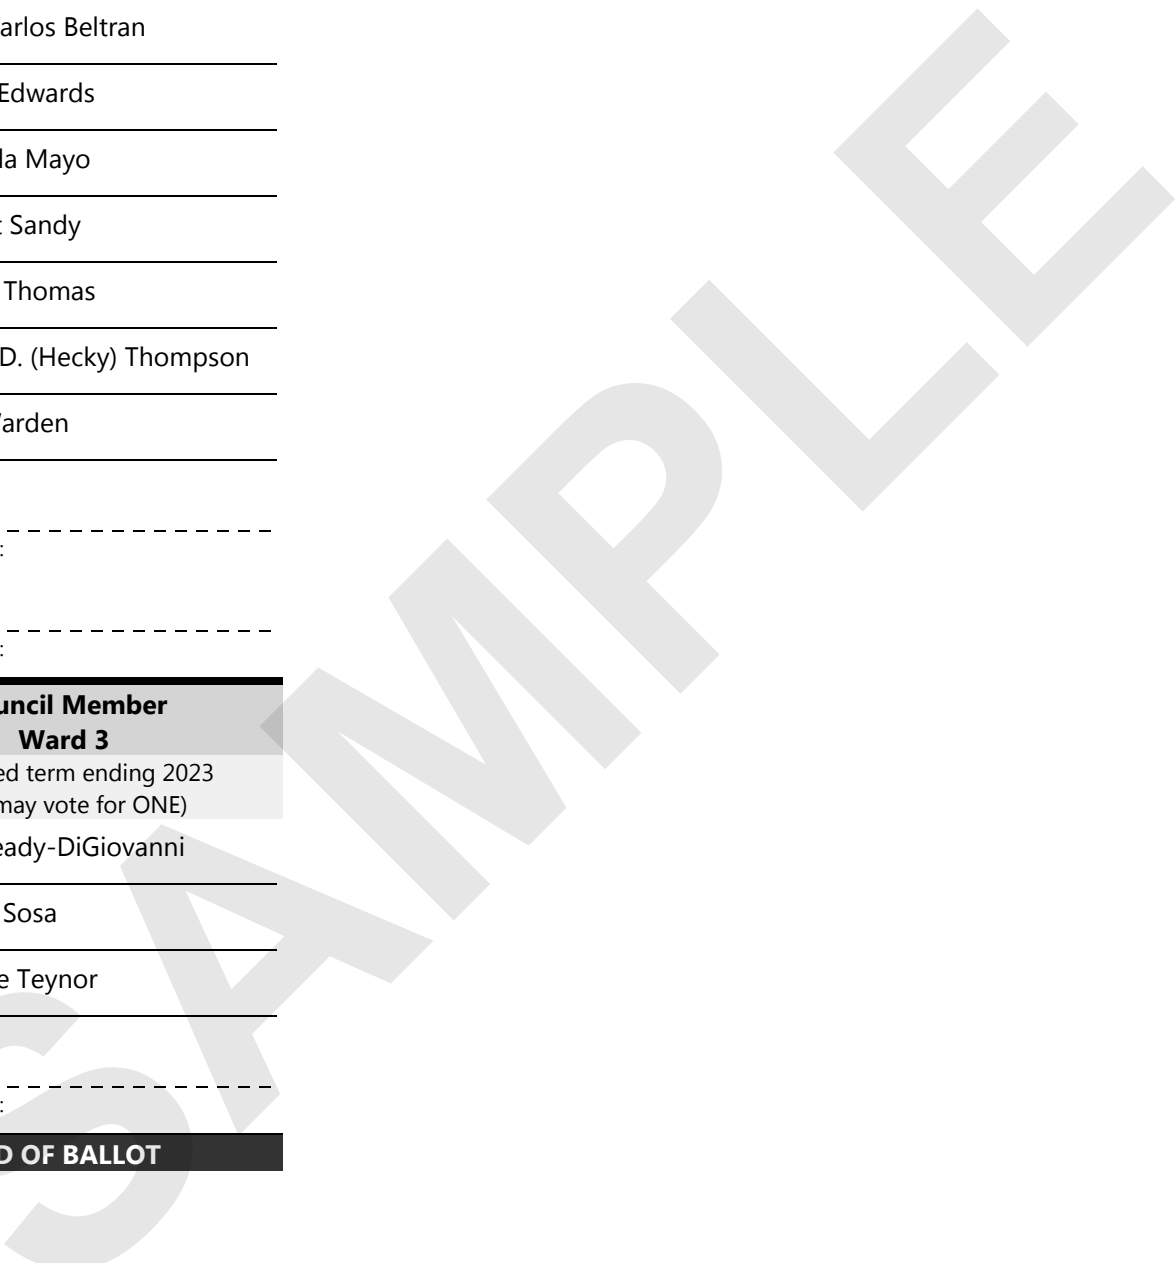 arlos Beltran
Edwards
la Mayo
t Sandy
Thomas
D. (Hecky) Thompson
arden
:
:
uncil Member
Ward 3
ed term ending 2023
may vote for ONE)
eady-DiGiovanni
Sosa
e Teynor
:
D OF BALLOT
SAMPLE